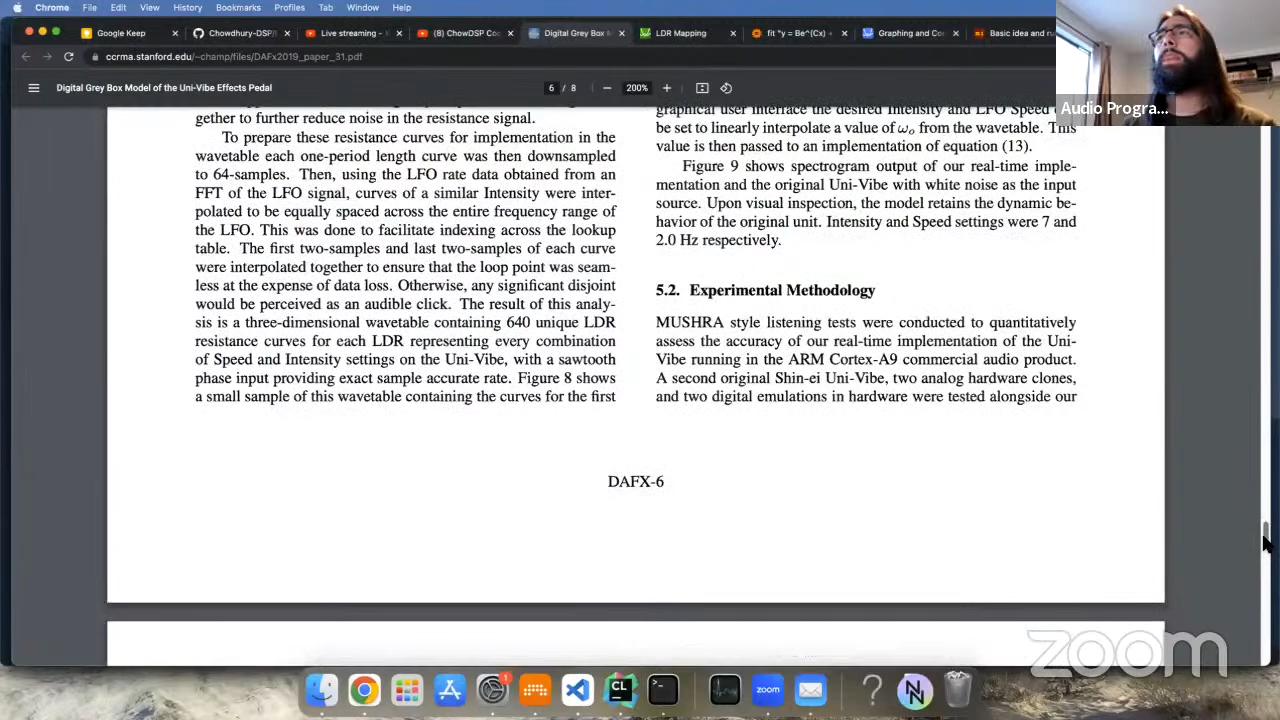 Chrome File Edit View History Bookmarks Profiles Tab Window Help
Google Keep
Chowdhury-DSP/
Live streaming -
(8) ChowDSP Co
Digital Grey Box M
LDR Mapping
fit "y = Be^(Cx) +
Graphing and Co
Basic idea and ru
ccrma.stanford.edu/~champ/files/DAFx2019_paper_31.pdf
Digital Grey Box Model of the Uni-Vibe Effects Pedal
6 / 8
200%
Audio Progra...
gether to further reduce noise in the resistance signal.
To prepare these resistance curves for implementation in the
wavetable each one-period length curve was then downsampled
to 64-samples. Then, using the LFO rate data obtained from an
FFT of the LFO signal, curves of a similar Intensity were inter-
polated to be equally spaced across the entire frequency range of
the LFO. This was done to facilitate indexing across the lookup
table. The first two-samples and last two-samples of each curve
were interpolated together to ensure that the loop point was seam-
less at the expense of data loss. Otherwise, any significant disjoint
would be perceived as an audible click. The result of this analy-
sis is a three-dimensional wavetable containing 640 unique LDR
resistance curves for each LDR representing every combination
of Speed and Intensity settings on the Uni-Vibe, with a sawtooth
phase input providing exact sample accurate rate. Figure 8 shows
a small sample of this wavetable containing the curves for the first
graphical user interface the desired Intensity and LFO Speed
be set to linearly interpolate a value of ωo from the wavetable. This
value is then passed to an implementation of equation (13).
Figure 9 shows spectrogram output of our real-time imple-
mentation and the original Uni-Vibe with white noise as the input
source. Upon visual inspection, the model retains the dynamic be-
havior of the original unit. Intensity and Speed settings were 7 and
2.0 Hz respectively.
5.2. Experimental Methodology
MUSHRA style listening tests were conducted to quantitatively
assess the accuracy of our real-time implementation of the Uni-
Vibe running in the ARM Cortex-A9 commercial audio product.
A second original Shin-ei Uni-Vibe, two analog hardware clones,
and two digital emulations in hardware were tested alongside our
DAFX-6
zoom
1
CL
zoom